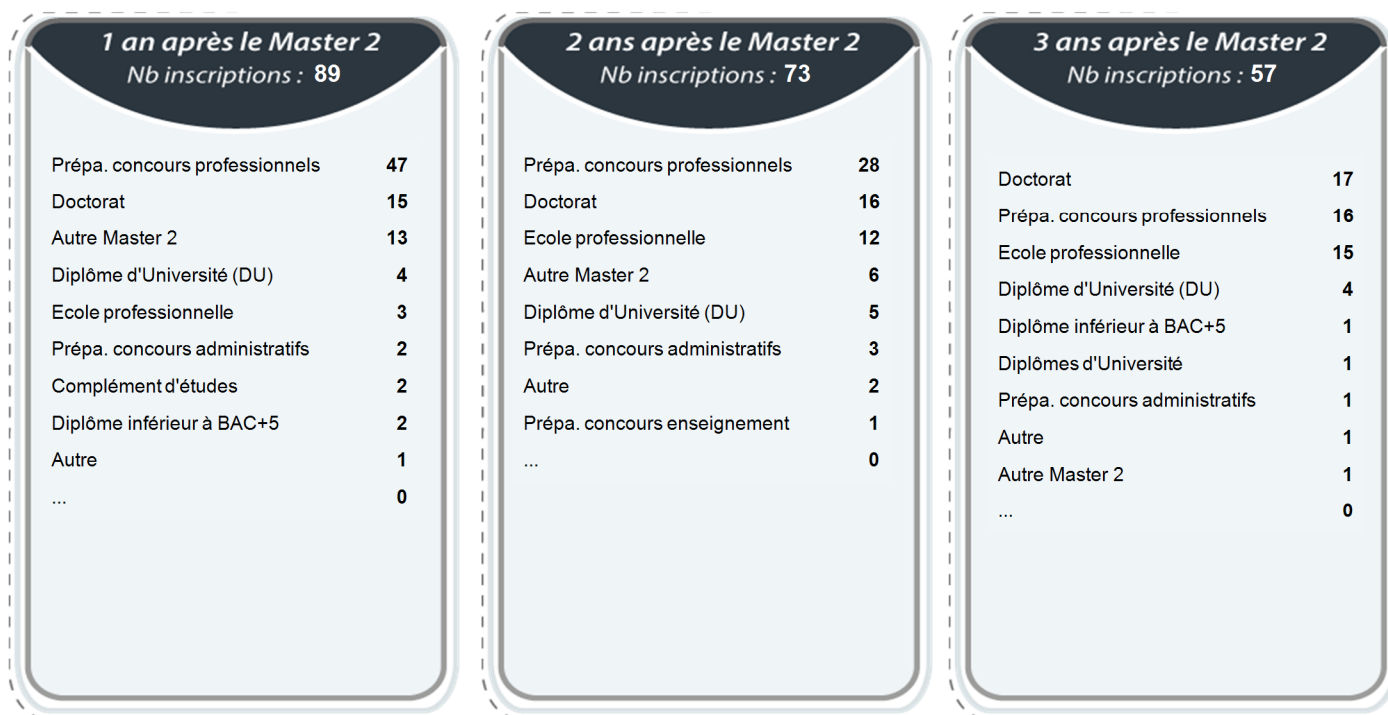 1 an après le Master 2
Nb inscriptions : 89
Prépa. concours professionnels 47
Doctorat 15
Autre Master 2 13
Diplôme d'Université (DU) 4
Ecole professionnelle 3
Prépa. concours administratifs 2
Complément d'études 2
Diplôme inférieur à BAC+5 2
Autre 1
... 0
2 ans après le Master 2
Nb inscriptions : 73
Prépa. concours professionnels 28
Doctorat 16
Ecole professionnelle 12
Autre Master 2 6
Diplôme d'Université (DU) 5
Prépa. concours administratifs 3
Autre 2
Prépa. concours enseignement 1
... 0
3 ans après le Master 2
Nb inscriptions : 57
Doctorat 17
Prépa. concours professionnels 16
Ecole professionnelle 15
Diplôme d'Université (DU) 4
Diplôme inférieur à BAC+5 1
Diplômes d'Université 1
Prépa. concours administratifs 1
Autre 1
Autre Master 2 1
... 0